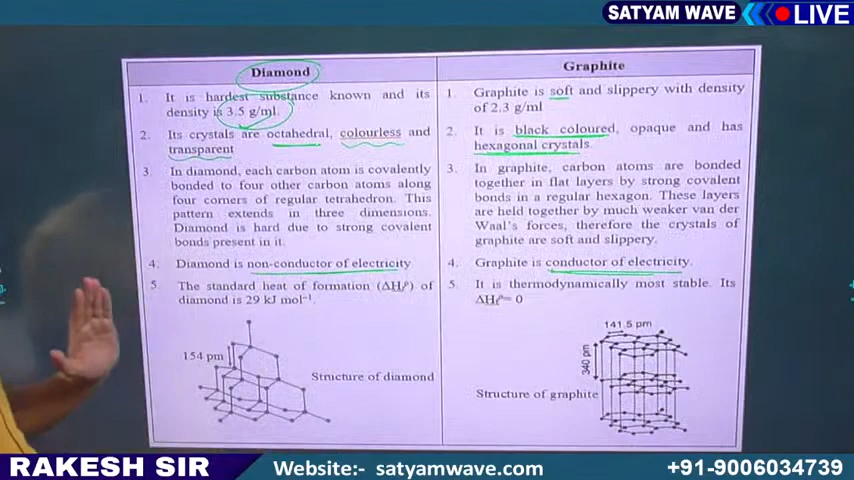 SATYAM WAVE LIVE
Diamond
1. It is hardest substance known and its
density is 3.5 g/ml.
2. Its crystals are octahedral, colourless and
transparent
3. In diamond, each carbon atom is covalently
bonded to four other carbon atoms along
four corners of regular tetrahedron. This
pattern extends in three dimensions.
Diamond is hard due to strong covalent
bonds present in it.
4. Diamond is non-conductor of electricity
5. The standard heat of formation (ΔHf°) of
diamond is 29 kJ mol⁻¹.
154 pm
Structure of diamond
Graphite
1. Graphite is soft and slippery with density
of 2.3 g/ml
2. It is black coloured, opaque and has
hexagonal crystals.
3. In graphite, carbon atoms are bonded
together in flat layers by strong covalent
bonds in a regular hexagon. These layers
are held together by much weaker van der
Waal's forces, therefore the crystals of
graphite are soft and slippery.
4. Graphite is conductor of electricity.
5. It is thermodynamically most stable. Its
ΔHf°= 0
141.5 pm
340 pm
Structure of graphite
RAKESH SIR
Website:- satyamwave.com
+91-9006034739